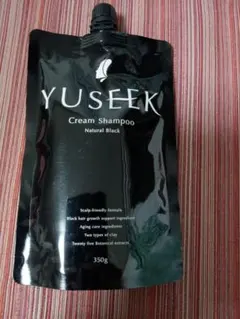 YUSEEK
Cream Shampoo
Natural Black
Scalp-friendly-formula
Black hair growth support ingredient
Aging care ingredients
Two types of clay
Twenty five botanical extracts
350g